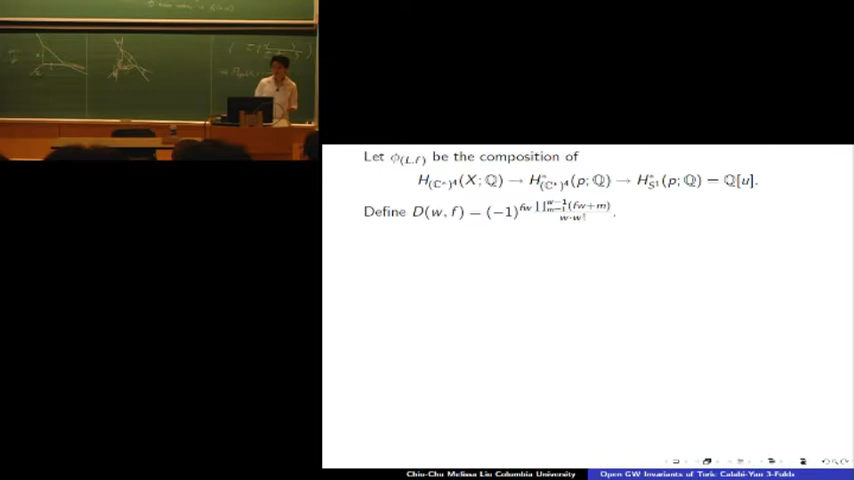 Let ϕ(L,f) be the composition of
H(ℂ*)⁴(X; ℚ) → H*(ℂ*)⁴(p; ℚ) → H*S¹(p; ℚ) = ℚ[u].
Define D(w, f) = (−1)^{fw} ∏_{m=1}^{w−1}(fw+m) / w·w! .
Chiu-Chu Melissa Liu Columbia University
Open GW Invariants of Toric Calabi-Yau 3-Folds